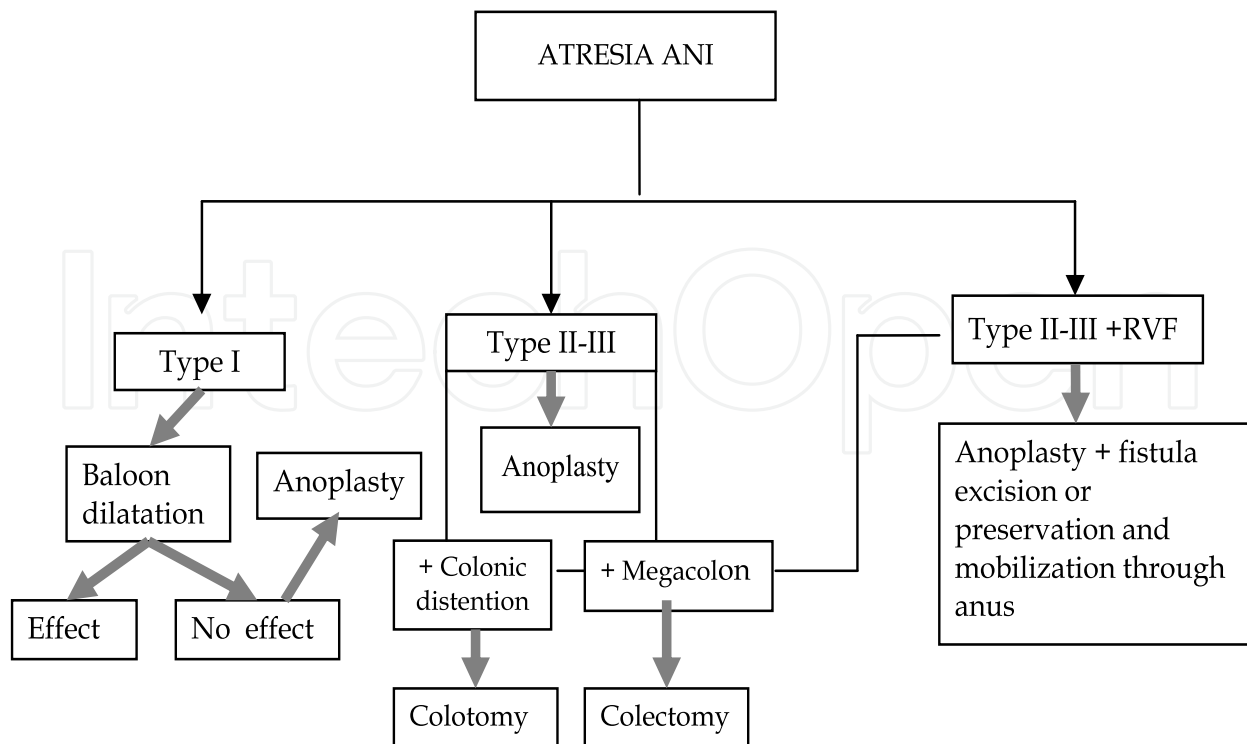 ATRESIA ANI
IntechOpen
Type I
Type II-III
Type II-III +RVF
Baloon
dilatation
Anoplasty
Anoplasty
Anoplasty + fistula
excision or
preservation and
mobilization through
anus
Effect
No effect
+ Colonic
distention
+ Megacolon
Colotomy
Colectomy